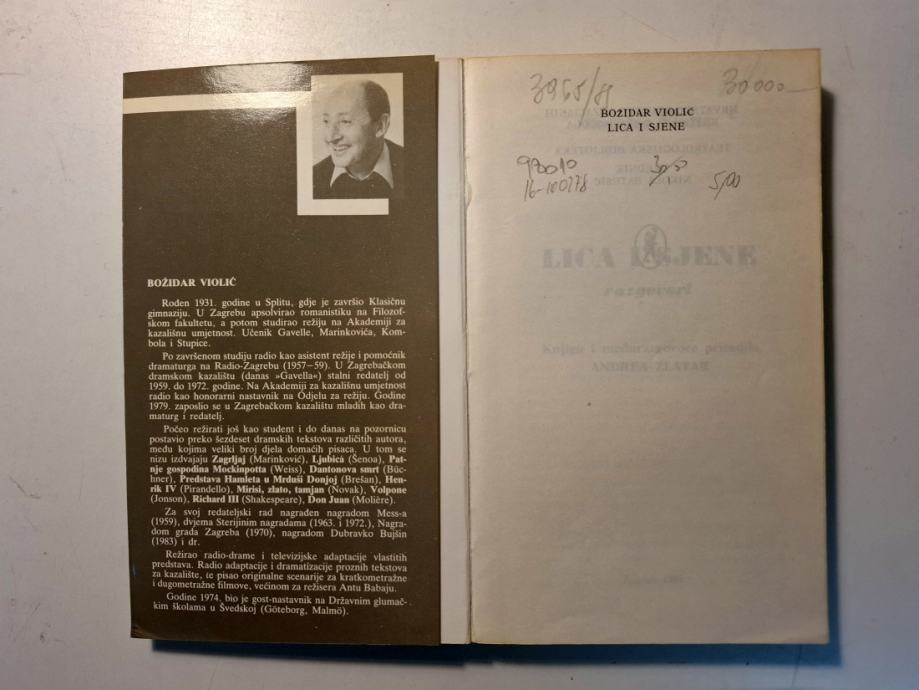 BOŽIDAR VIOLIĆ
Rođen 1931. godine u Splitu, gdje je završio Klasičnu
gimnaziju. U Zagrebu apsolvirao romanistiku na Filozof-
skom fakultetu, a potom studirao režiju na Akademiji za
kazališnu umjetnost. Učenik Gavelle, Marinkovića, Kom-
bola i Stupice.
Po završenom studiju radio kao asistent režije i pomoćnik
dramaturga na Radio-Zagrebu (1957—59). U Zagrebačkom
dramskom kazalištu (danas »Gavella«) stalni redatelj od
1959. do 1972. godine. Na Akademiji za kazališnu umjetnost
radio kao honorarni nastavnik na Odjelu za režiju. Godine
1979. zaposlio se u Zagrebačkom kazalištu mladih kao dra-
maturg i redatelj.
Počeo režirati još kao student i do danas na pozornicu
postavio preko šezdeset dramskih tekstova različitih autora,
među kojima veliki broj djela domaćih pisaca. U tom se
nizu izdvajaju Zagrljaj (Marinković), Ljubica (Šenoa), Pat-
nje gospodina Mockinpotta (Weiss), Dantonova smrt (Büc-
hner), Predstava Hamleta u Mrduši Donjoj (Brešan), Hen-
rik IV (Pirandello), Mirisi, zlato, tamjan (Novak), Volpone
(Jonson), Richard III (Shakespeare), Don Juan (Molière).
Za svoj redateljski rad nagrađen nagradom Mess-a
(1959), dvjema Sterijinim nagradama (1963. i 1972.), Nagra-
dom grada Zagreba (1970), nagradom Dubravko Bujšin
(1983) i dr.
Režirao radio-drame i televizijske adaptacije vlastitih
predstava. Radio adaptacije i dramatizacije proznih tekstova
za kazalište, te pisao originalne scenarije za kratkometražne
i dugometražne filmove, većinom za režisera Antu Babaju.
Godine 1974. bio je gost-nastavnik na Državnim glumač-
kim školama u Švedskoj (Göteborg, Malmö).
30000—
BOŽIDAR VIOLIĆ
LICA I SJENE
16-100278
5,00
LICA I SJENE
razgovori
Knjigu i međurazgovore priredila
ANDREA ZLATAR